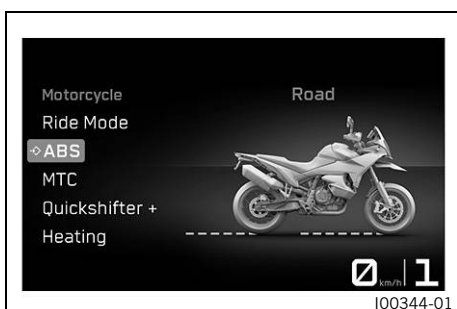 Motorcycle
Road
Ride Mode
ABS
MTC
Quickshifter +
Heating
0 km/h 1
I00344-01